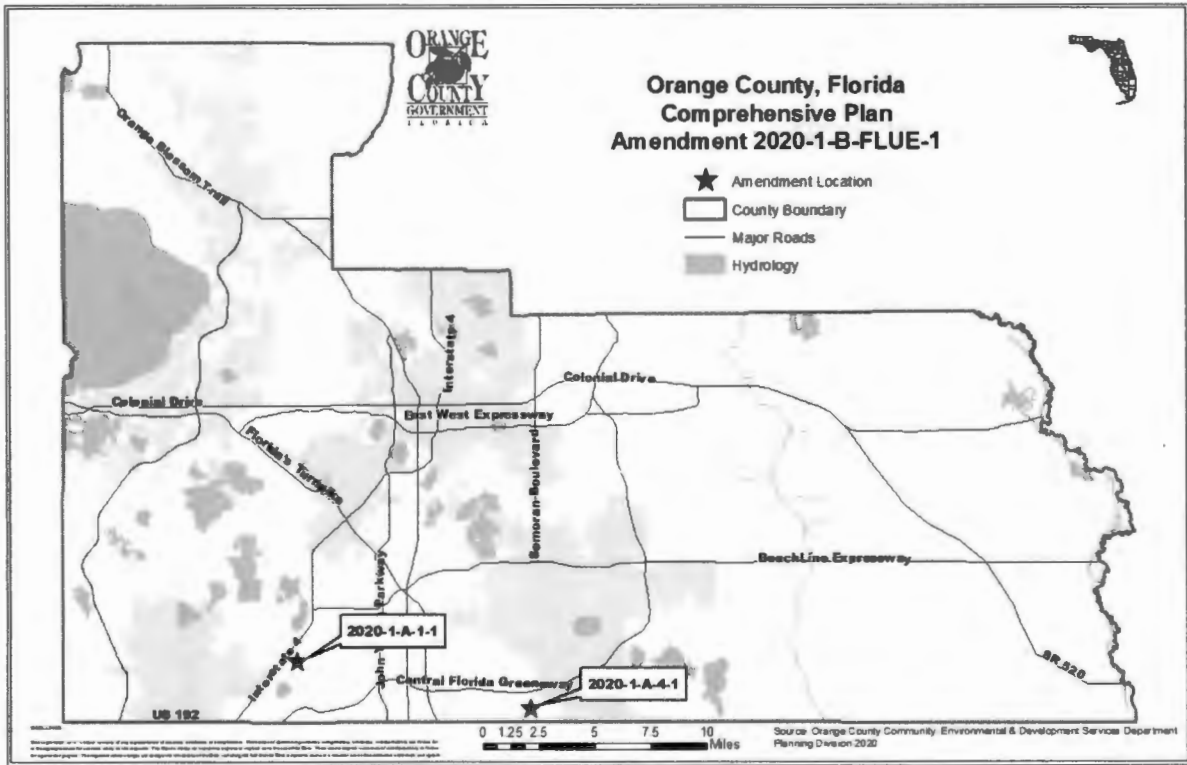 ORANGE
COUNTY
GOVERNMENT
FLORIDA
Orange County, Florida
Comprehensive Plan
Amendment 2020-1-B-FLUE-1
Amendment Location
County Boundary
Major Roads
Hydrology
Orange Blossom Trail
Interstate 4
Colonial Drive
Colonial Drive
East West Expressway
Florida's Turnpike
Semoran Boulevard
BeachLine Expressway
Parkway
John
2020-1-A-1-1
Interstate 4
Central Florida Greeneway
2020-1-A-4-1
SR 520
US 192
0 1.25 2.5 5 7.5 10
Miles
Source: Orange County Community, Environmental & Development Services Department
Planning Division 2020